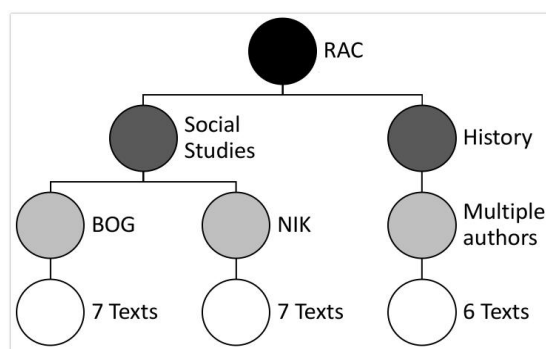 RAC
Social
Studies
History
BOG
NIK
Multiple
authors
7 Texts
7 Texts
6 Texts